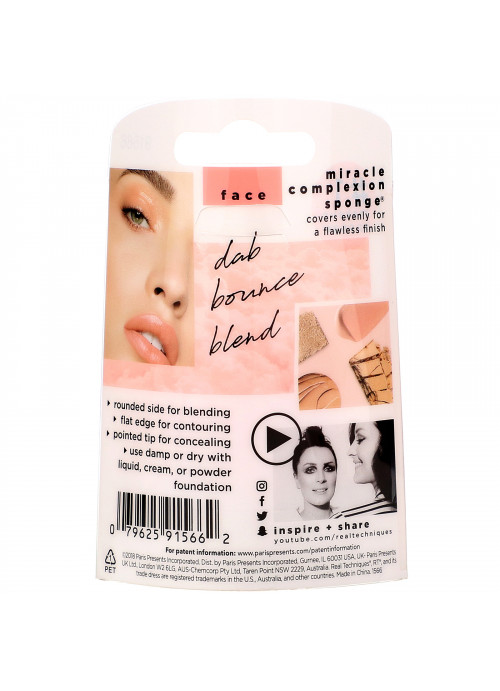 face
miracle
complexion
sponge®
covers evenly for
a flawless finish
dab
bounce
blend
‣ rounded side for blending
‣ flat edge for contouring
‣ pointed tip for concealing
‣ use damp or dry with
liquid, cream, or powder
foundation
inspire + share
youtube.com/realtechniques
0 79625 91566 2
For patent information: www.parispresents.com/patentinformation
©2018 Paris Presents Incorporated. Dist. by Paris Presents Incorporated, Gurnee, IL 60031 USA, UK- Paris Presents
UK Ltd, London W2 6LG, AUS-Chemcorp Pty Ltd, Taren Point NSW 2229, Australia. Real Techniques®, RT®, and its
trade dress are registered trademarks in the U.S., Australia, and other countries. Made in China. 1566
1
PET